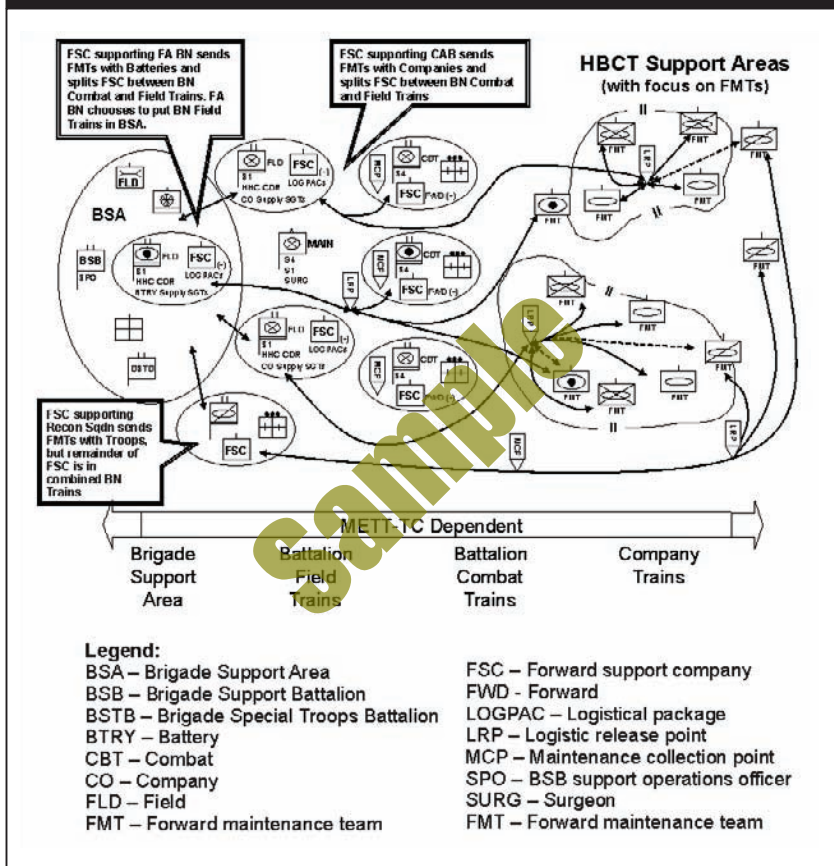 FSC supporting FA BN sends
FMTs with Batteries and
splits FSC between BN
Combat and Field Trains. FA
BN chooses to put BN Field
Trains in BSA.
FSC supporting CAB sends
FMTs with Companies and
splits FSC between BN Combat
and Field Trains
HBCT Support Areas
(with focus on FMTs)
FLD
BSA
BSB
SPO
BSTB
FLD
S1
HHC CDR
CO Supply SGTs
FSC
(-)
LOGPACs
FLD
S1
HHC CDR
BTRY Supply SGTs
FSC
(-)
LOGPACs
FLD
S1
HHC CDR
CO Supply SGTs
FSC
(-)
LOGPACs
MAIN
S6
S1
SURG
MCP
CBT
S4
FSC
FWD (-)
LRP
MCP
CBT
S4
FSC
FWD (-)
MCP
CBT
S4
FSC
FWD (-)
FSC
MCP
LRP
FMT
FMT
FMT
LRP
FMT
FMT
FMT
FMT
LRP
FMT
FMT
FMT
FMT
FMT
FMT
LRP
FSC supporting
Recon Sqdn sends
FMTs with Troops,
but remainder of
FSC is in
combined BN
Trains
Sample
METT-TC Dependent
Brigade
Support
Area
Battalion
Field
Trains
Battalion
Combat
Trains
Company
Trains
Legend:
BSA – Brigade Support Area
BSB – Brigade Support Battalion
BSTB – Brigade Special Troops Battalion
BTRY – Battery
CBT – Combat
CO – Company
FLD – Field
FMT – Forward maintenance team
FSC – Forward support company
FWD - Forward
LOGPAC – Logistical package
LRP – Logistic release point
MCP – Maintenance collection point
SPO – BSB support operations officer
SURG – Surgeon
FMT – Forward maintenance team